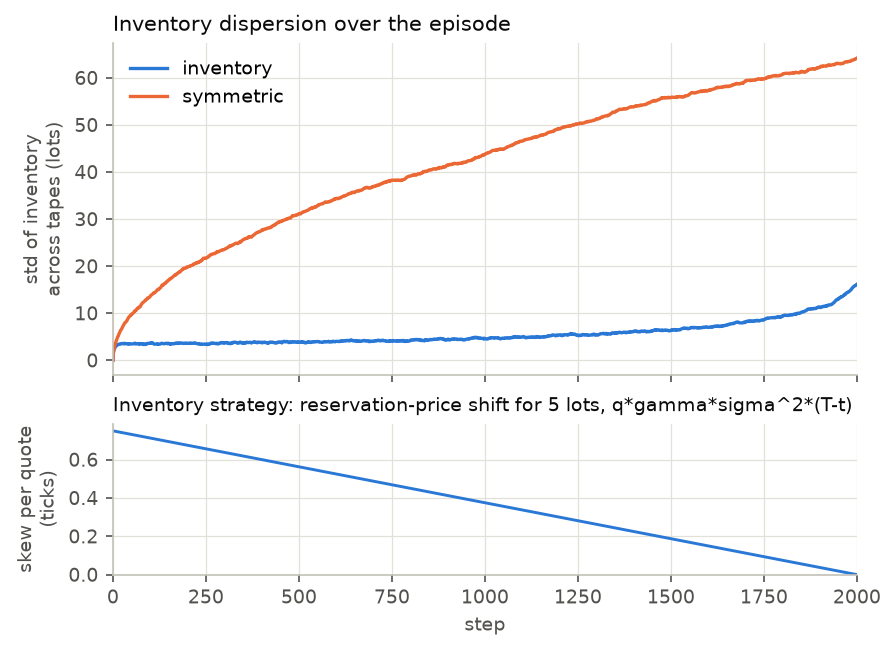 Inventory dispersion over the episode
inventory
symmetric
std of inventory
across tapes (lots)
60
50
40
30
20
10
0
Inventory strategy: reservation-price shift for 5 lots, q*gamma*sigma^2*(T-t)
skew per quote
(ticks)
0.6
0.4
0.2
0.0
0 250 500 750 1000 1250 1500 1750 2000
step